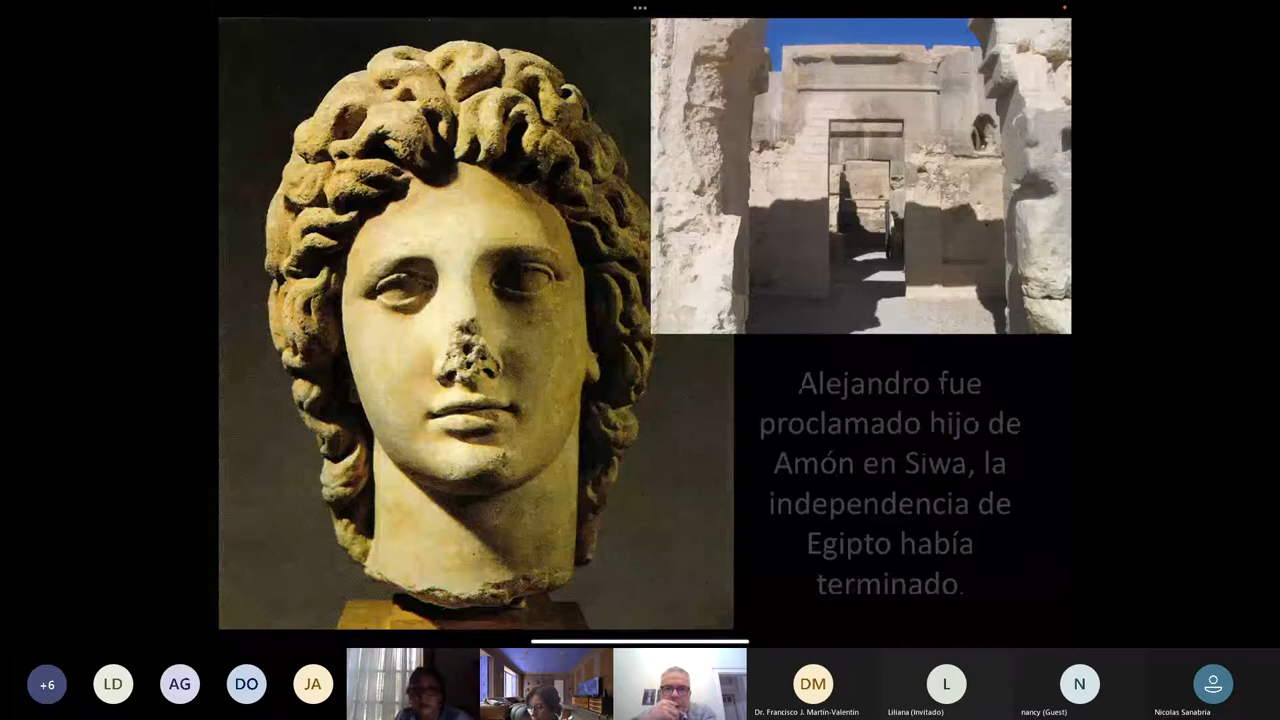 Alejandro fue
proclamado hijo de
Amón en Siwa, la
independencia de
Egipto había
terminado.
+6
LD
AG
DO
JA
DM
L
N
Dr. Francisco J. Martín-Valentín
Liliana (Invitado)
nancy (Guest)
Nicolas Sanabria